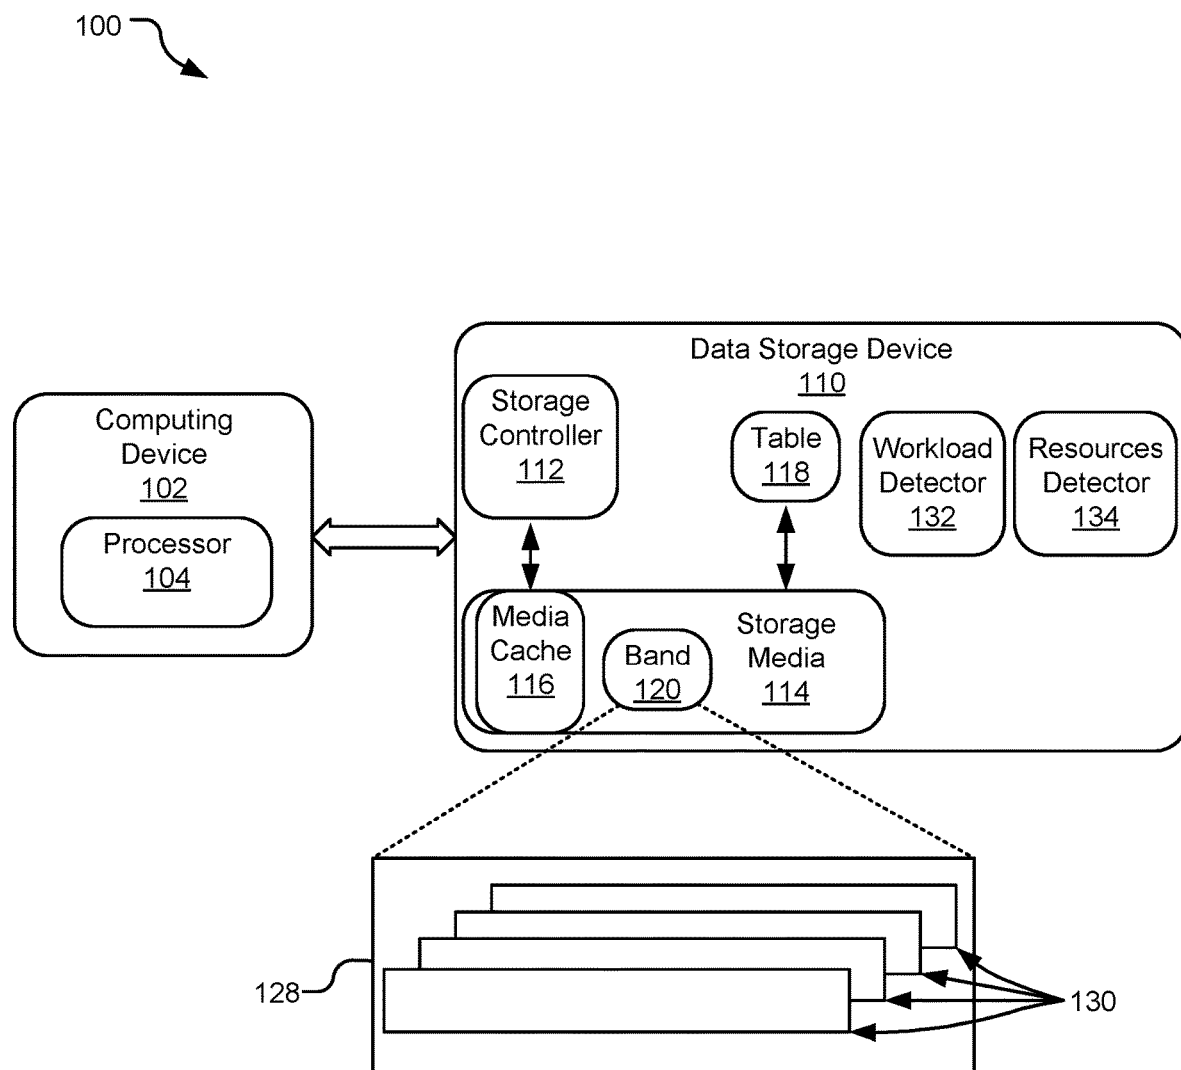 100
Data Storage Device
110
Computing
Device
102
Processor
104
Storage
Controller
112
Table
118
Workload
Detector
132
Resources
Detector
134
Media
Cache
116
Band
120
Storage
Media
114
128
130